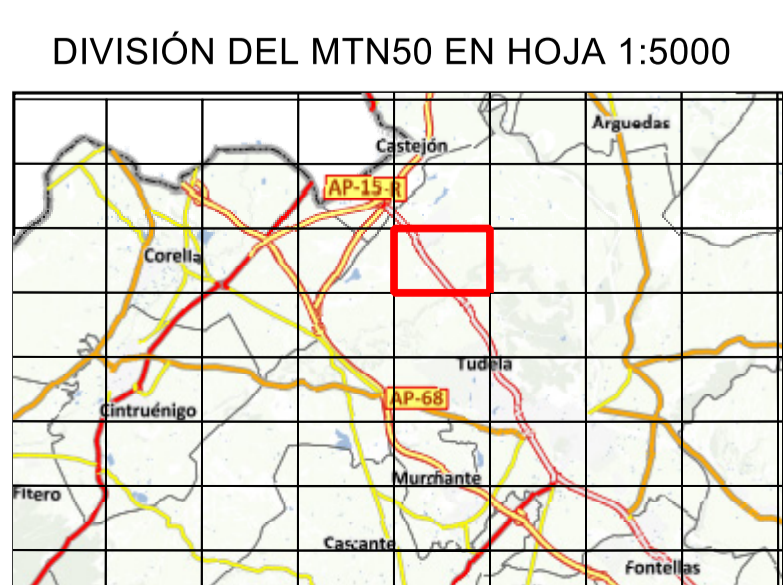 DIVISIÓN DEL MTN50 EN HOJA 1:5000
Arguedas
Castejón
AP-15-R
Corella
Tudela
AP-68
Cintruénigo
Murchante
Fitero
Cascante
Fontellas